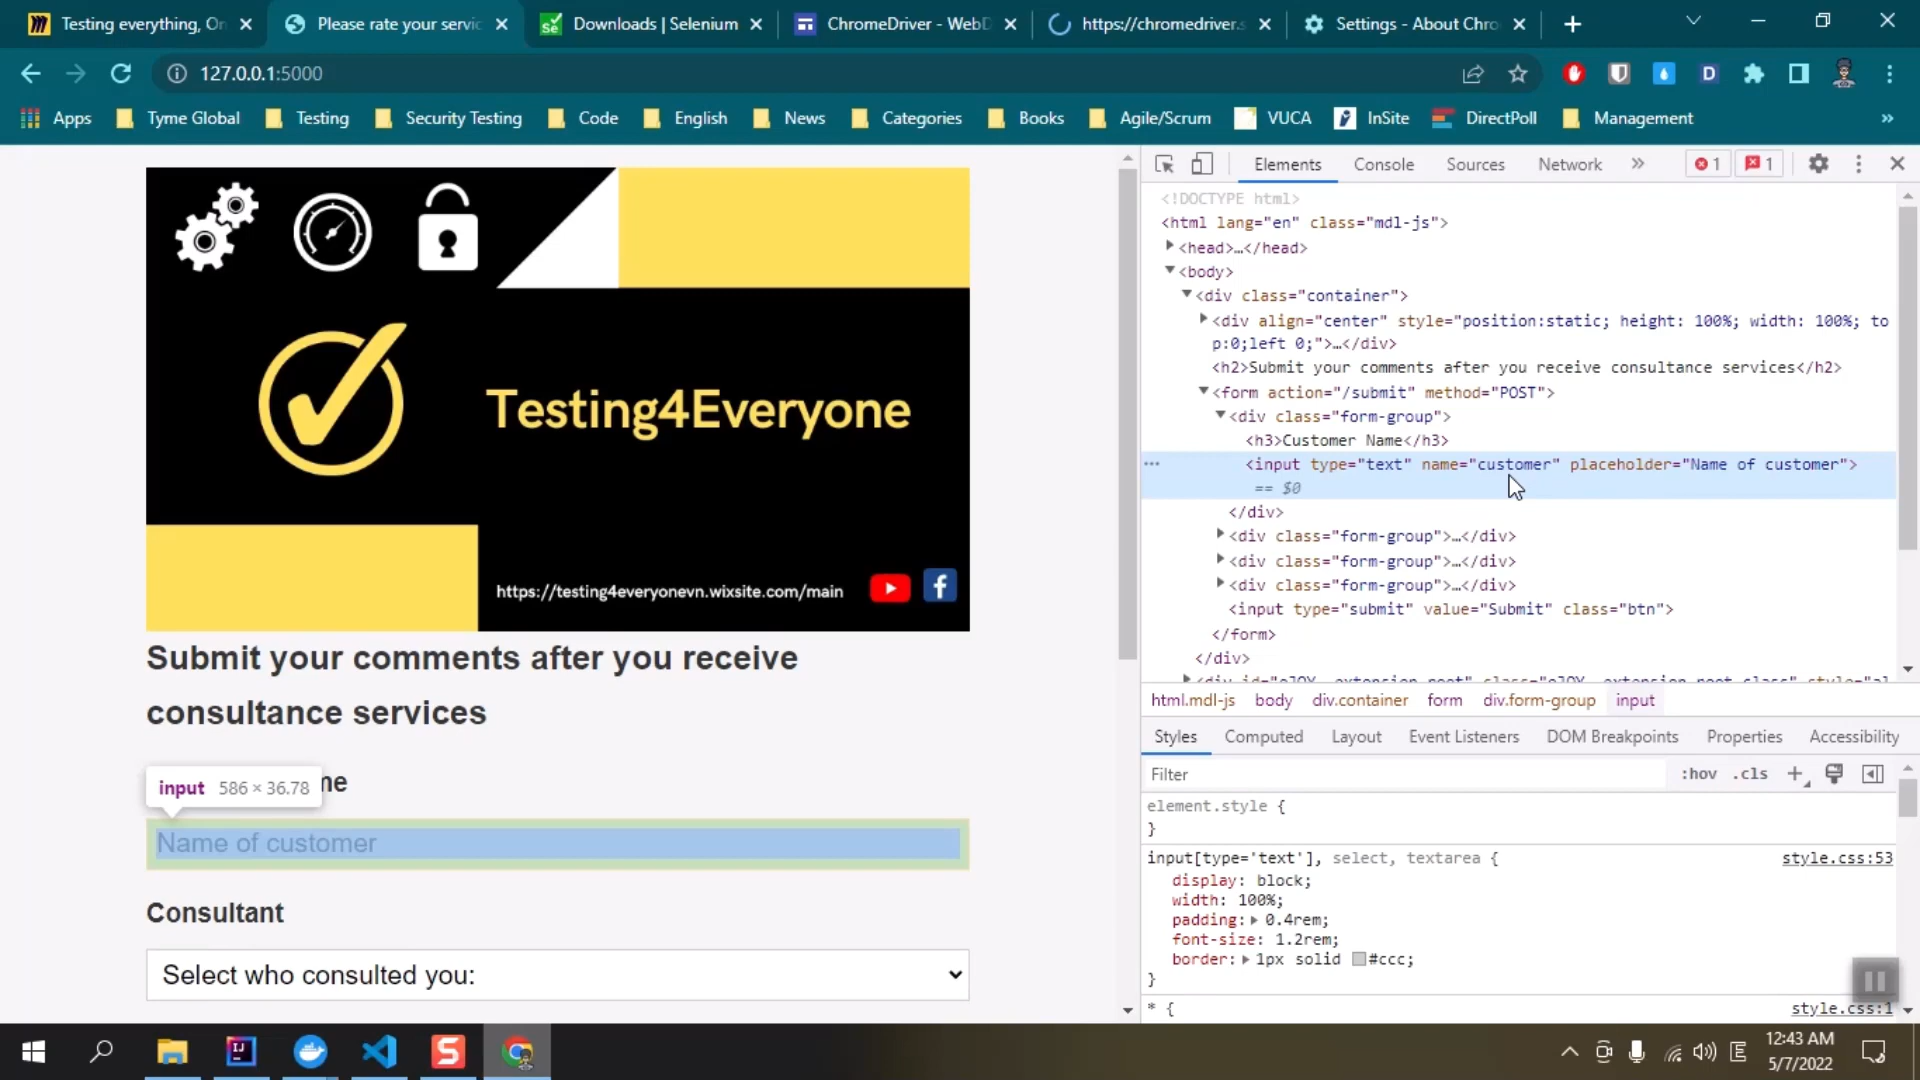 Testing everything, On
Please rate your servic
Downloads | Selenium
ChromeDriver - WebD
https://chromedriver.s
Settings - About Chro
127.0.0.1:5000
Apps
Tyme Global
Testing
Security Testing
Code
English
News
Categories
Books
Agile/Scrum
VUCA
InSite
DirectPoll
Management
»
Testing4Everyone
https://testing4everyonevn.wixsite.com/main
Submit your comments after you receive
consultance services
input 586 × 36.78
me
Name of customer
Consultant
Select who consulted you:
Elements
Console
Sources
Network
»
1
1
<!DOCTYPE html>
<html lang="en" class="mdl-js">
<head>…</head>
<body>
<div class="container">
<div align="center" style="position:static; height: 100%; width: 100%; to
p:0;left 0;">…</div>
<h2>Submit your comments after you receive consultance services</h2>
<form action="/submit" method="POST">
<div class="form-group">
<h3>Customer Name</h3>
<input type="text" name="customer" placeholder="Name of customer">
== $0
</div>
<div class="form-group">…</div>
<div class="form-group">…</div>
<div class="form-group">…</div>
<input type="submit" value="Submit" class="btn">
</form>
</div>
html.mdl-js body div.container form div.form-group input
Styles
Computed
Layout
Event Listeners
DOM Breakpoints
Properties
Accessibility
Filter
:hov .cls
element.style {
}
input[type='text'], select, textarea { style.css:53
display: block;
width: 100%;
padding: 0.4rem;
font-size: 1.2rem;
border: 1px solid #ccc;
}
* { style.css:1
12:43 AM
5/7/2022